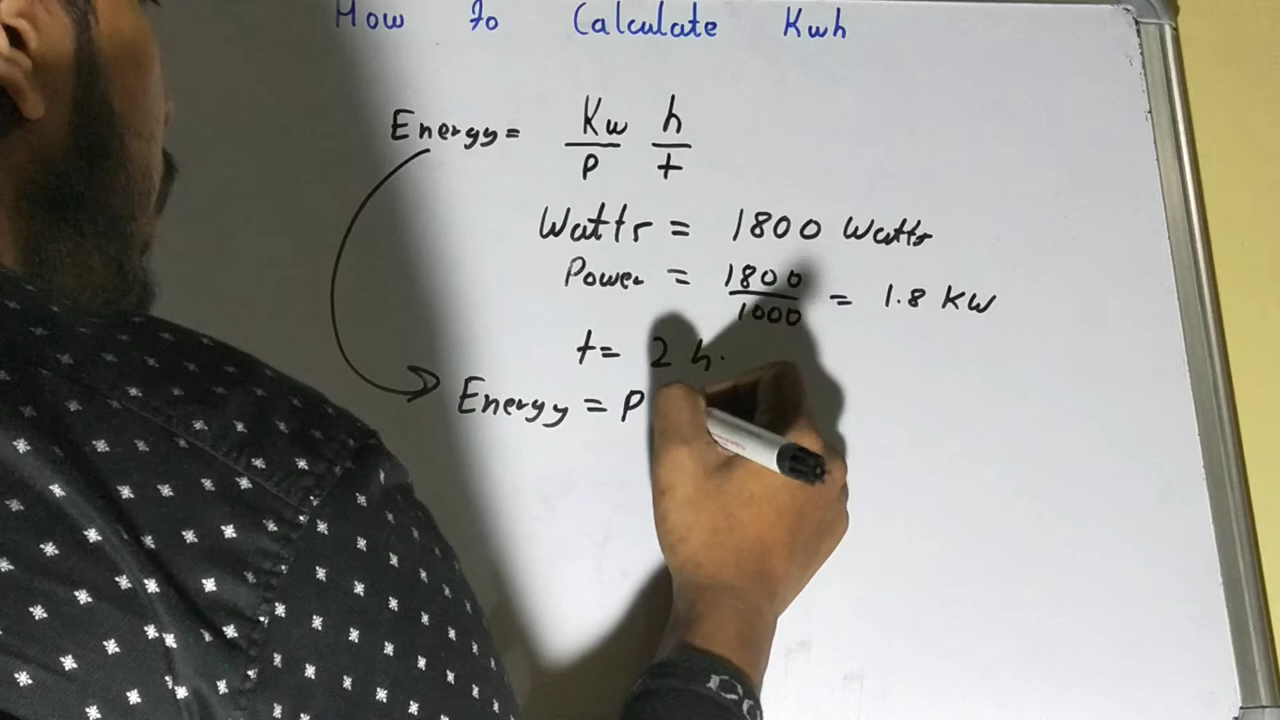 How to Calculate Kwh
Energy = Kw h
P t
Watts = 1800 Watts
Power = 1800/1000 = 1.8 KW
t = 2 h.
Energy = P